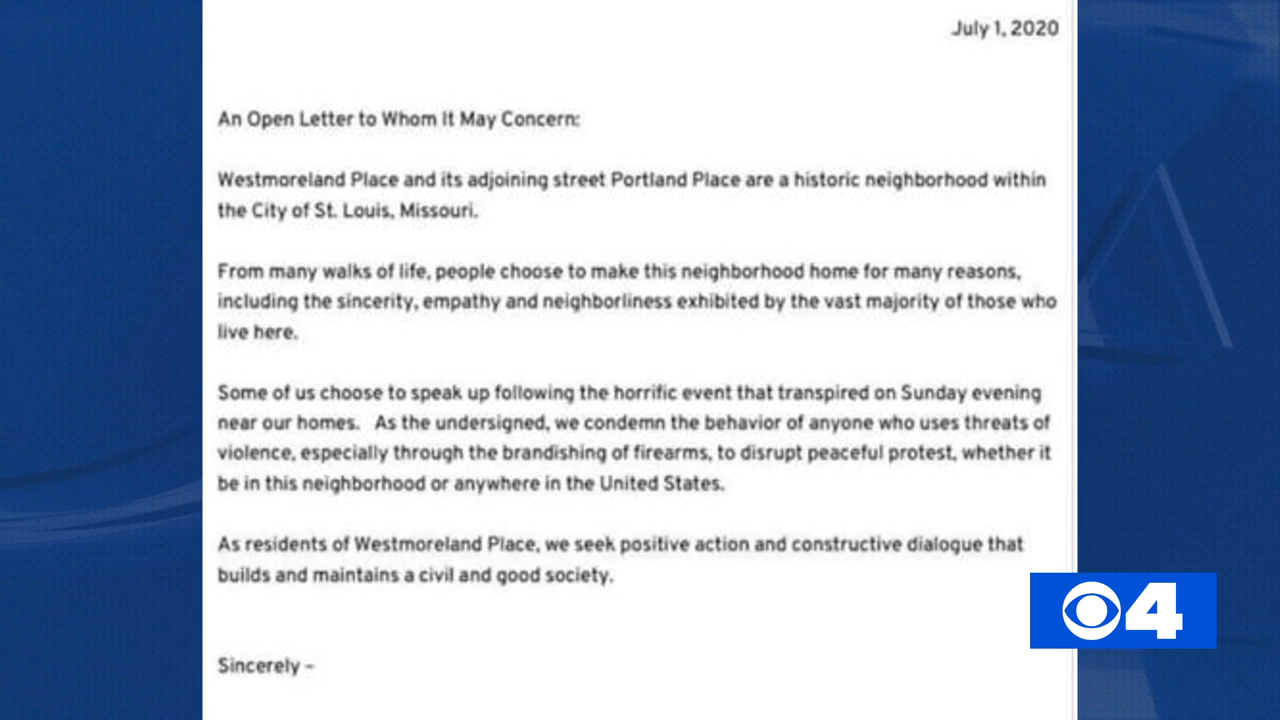 July 1, 2020
An Open Letter to Whom It May Concern:
Westmoreland Place and its adjoining street Portland Place are a historic neighborhood within
the City of St. Louis, Missouri.
From many walks of life, people choose to make this neighborhood home for many reasons,
including the sincerity, empathy and neighborliness exhibited by the vast majority of those who
live here.
Some of us choose to speak up following the horrific event that transpired on Sunday evening
near our homes.   As the undersigned, we condemn the behavior of anyone who uses threats of
violence, especially through the brandishing of firearms, to disrupt peaceful protest, whether it
be in this neighborhood or anywhere in the United States.
As residents of Westmoreland Place, we seek positive action and constructive dialogue that
builds and maintains a civil and good society.
4
Sincerely –